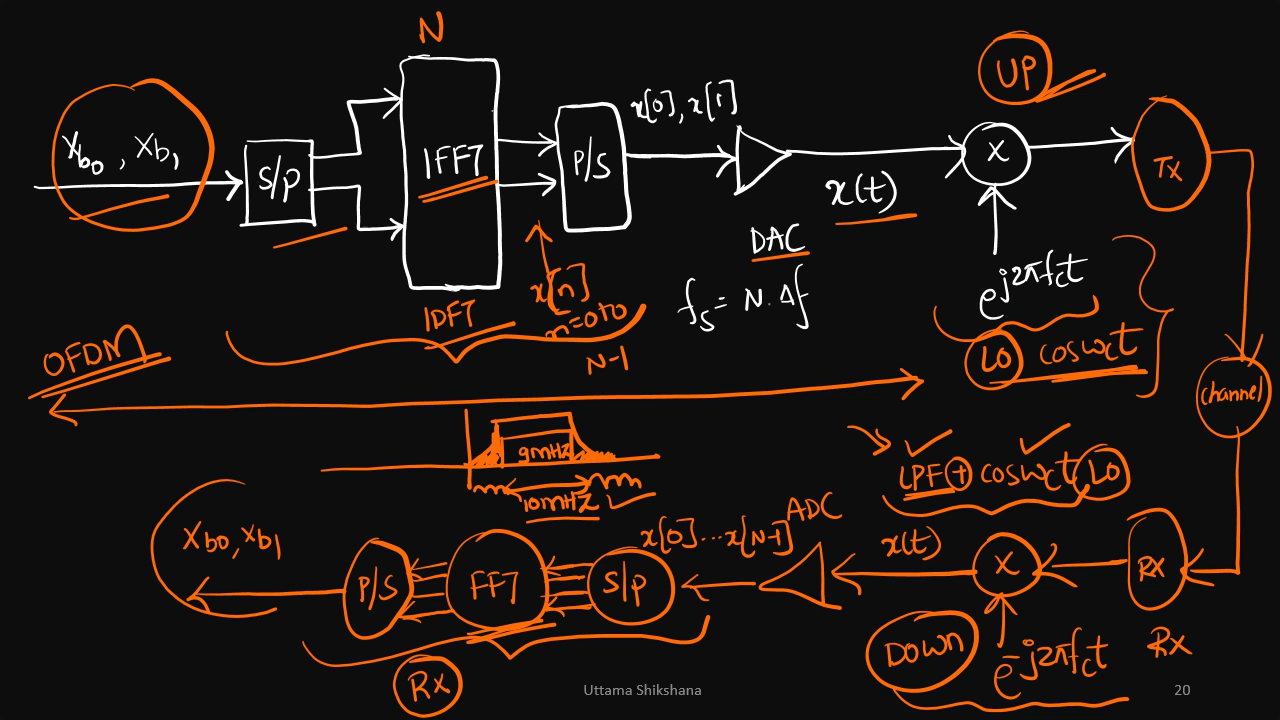 N
UP
x[0], x[1]
Xb0, Xb1
S/P
IFFT
P/S
x
Tx
x(t)
DAC
e^j2πfct
x[n]
n=0 to
N-1
fs = N.Δf
IDFT
OFDM
LO cosωct
channel
9MHz
10MHz
LPF + cosωct LO
Xb0, Xb1
x[0]...x[N-1]
ADC
x(t)
P/S
FFT
S/P
x
RX
Down
e^-j2πfct
Rx
Rx
Uttama Shikshana
20